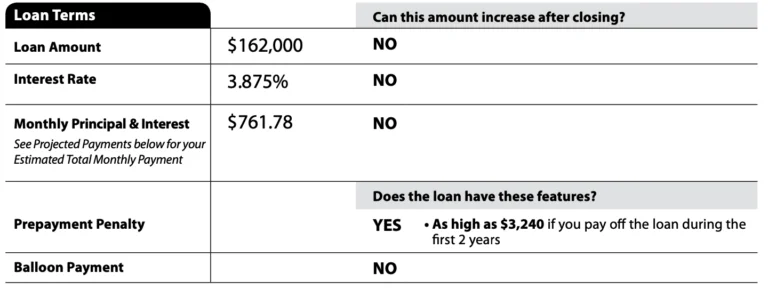 Loan Terms Can this amount increase after closing?
Loan Amount $162,000 NO
Interest Rate 3.875% NO
Monthly Principal & Interest $761.78 NO
See Projected Payments below for your
Estimated Total Monthly Payment
Does the loan have these features?
Prepayment Penalty YES • As high as $3,240 if you pay off the loan during the
first 2 years
Balloon Payment NO